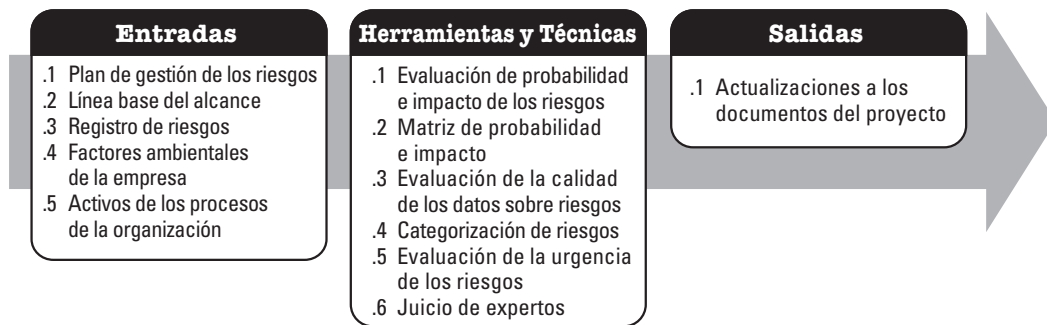 Entradas
.1 Plan de gestión de los riesgos
.2 Línea base del alcance
.3 Registro de riesgos
.4 Factores ambientales
de la empresa
.5 Activos de los procesos
de la organización
Herramientas y Técnicas
.1 Evaluación de probabilidad
e impacto de los riesgos
.2 Matriz de probabilidad
e impacto
.3 Evaluación de la calidad
de los datos sobre riesgos
.4 Categorización de riesgos
.5 Evaluación de la urgencia
de los riesgos
.6 Juicio de expertos
Salidas
.1 Actualizaciones a los
documentos del proyecto